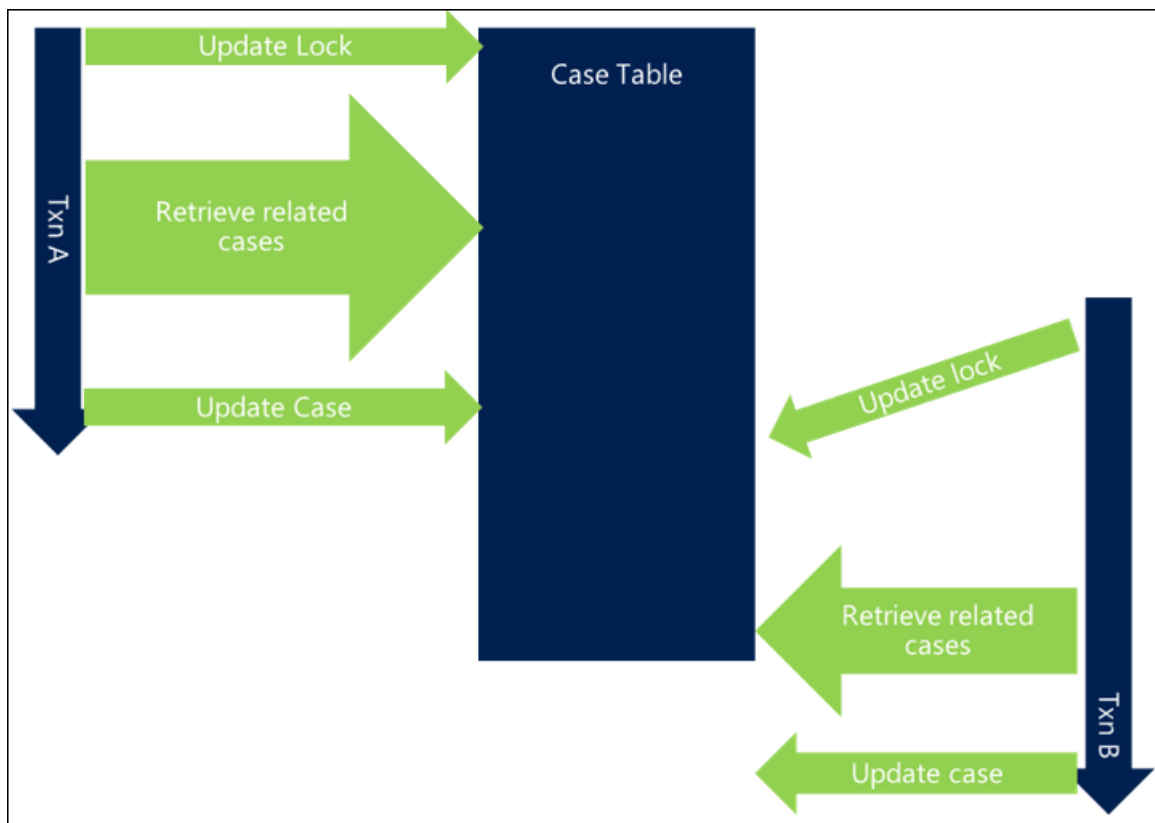 Update Lock
Case Table
Txn A
Retrieve related
cases
Update lock
Update Case
Retrieve related
cases
Txn B
Update case